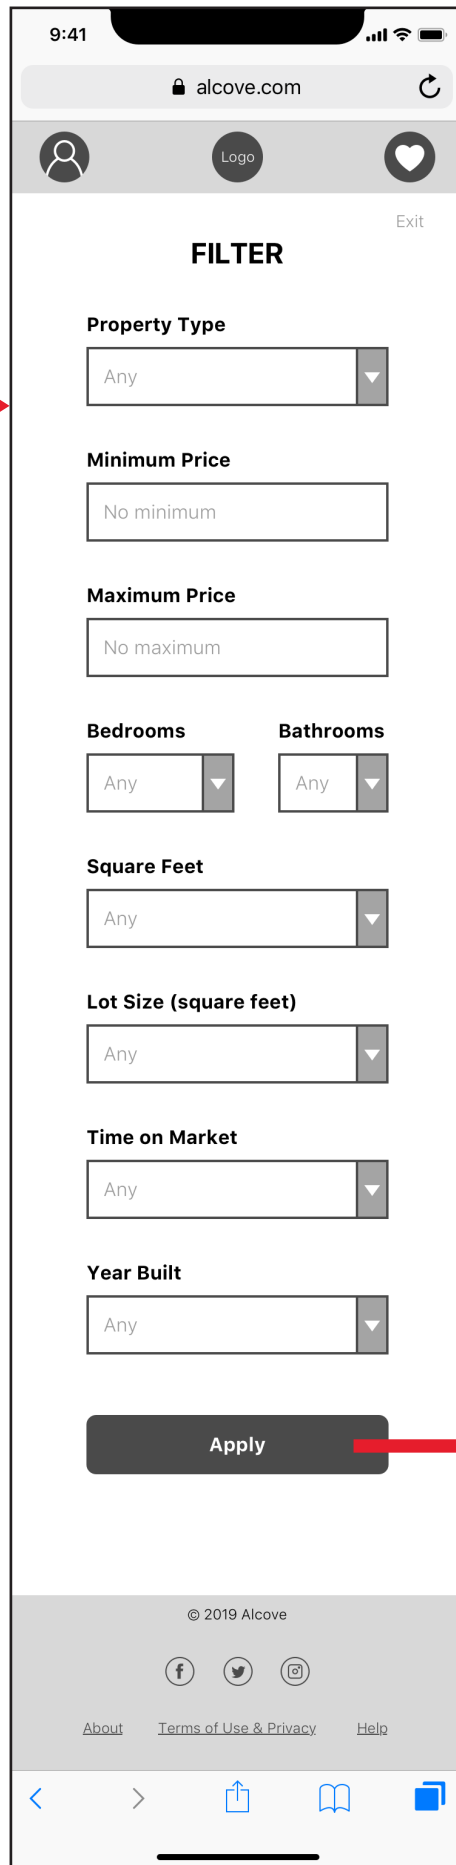 9:41
alcove.com
Logo
Exit
FILTER
Property Type
Any
Minimum Price
No minimum
Maximum Price
No maximum
Bedrooms Bathrooms
Any Any
Square Feet
Any
Lot Size (square feet)
Any
Time on Market
Any
Year Built
Any
Apply
© 2019 Alcove
About Terms of Use & Privacy Help